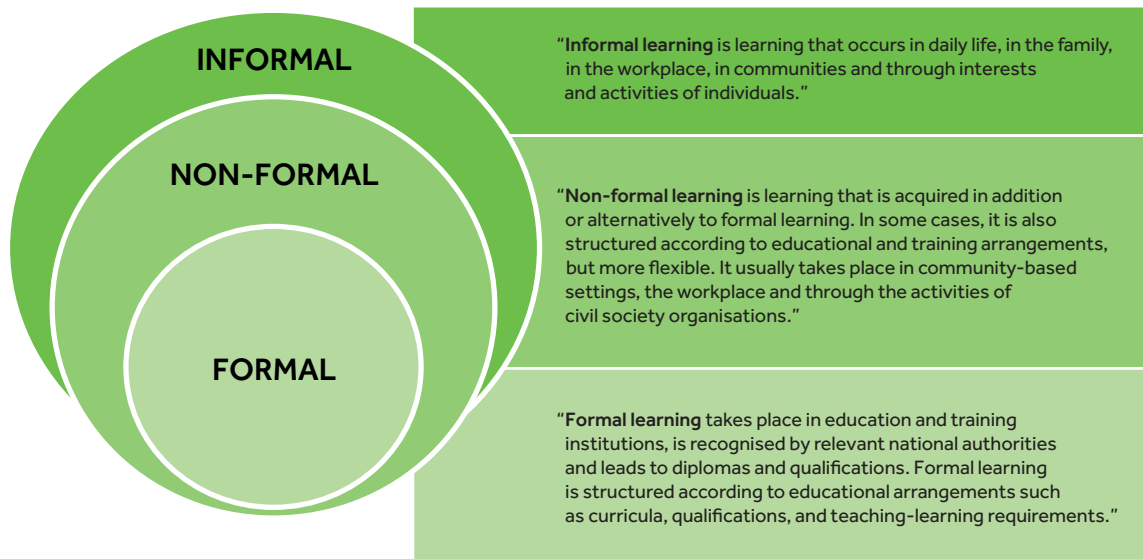 INFORMAL
NON-FORMAL
FORMAL
“Informal learning is learning that occurs in daily life, in the family,
in the workplace, in communities and through interests
and activities of individuals.”
“Non-formal learning is learning that is acquired in addition
or alternatively to formal learning. In some cases, it is also
structured according to educational and training arrangements,
but more flexible. It usually takes place in community-based
settings, the workplace and through the activities of
civil society organisations.”
“Formal learning takes place in education and training
institutions, is recognised by relevant national authorities
and leads to diplomas and qualifications. Formal learning
is structured according to educational arrangements such
as curricula, qualifications, and teaching-learning requirements.”